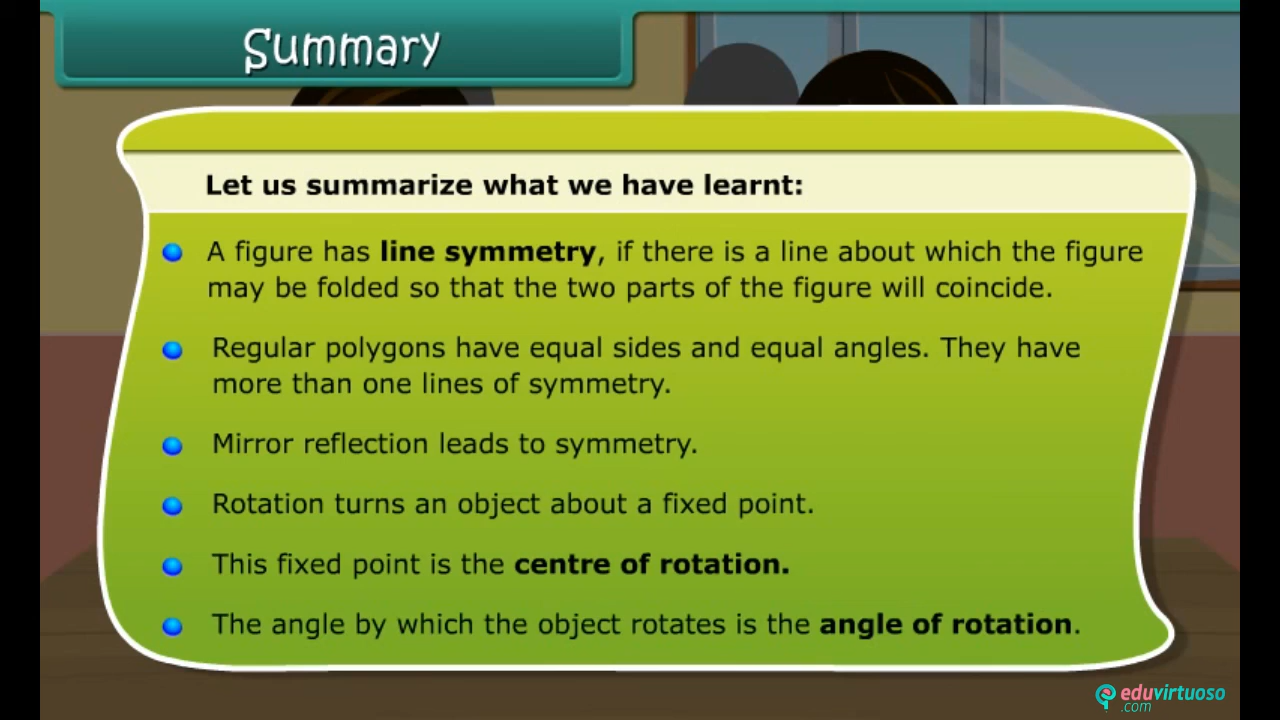 Summary
Let us summarize what we have learnt:
A figure has line symmetry, if there is a line about which the figure
may be folded so that the two parts of the figure will coincide.
Regular polygons have equal sides and equal angles. They have
more than one lines of symmetry.
Mirror reflection leads to symmetry.
Rotation turns an object about a fixed point.
This fixed point is the centre of rotation.
The angle by which the object rotates is the angle of rotation.
eduvirtuoso
.com